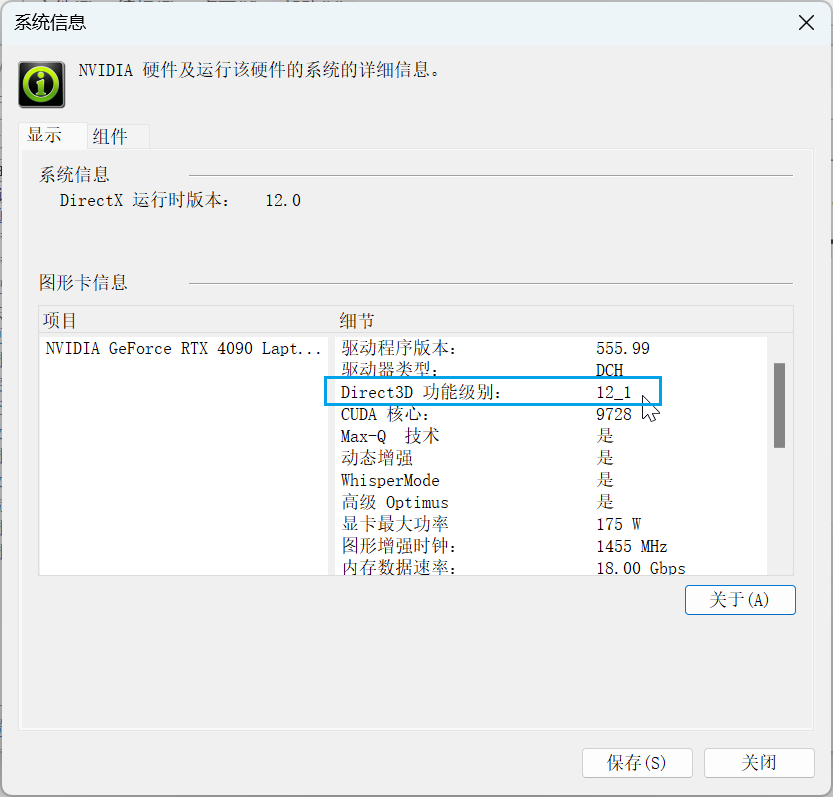 系统信息
NVIDIA 硬件及运行该硬件的系统的详细信息。
显示 组件
系统信息
DirectX 运行时版本： 12.0
图形卡信息
项目 细节
NVIDIA GeForce RTX 4090 Lapt... 驱动程序版本： 555.99
驱动器类型： DCH
Direct3D 功能级别： 12_1
CUDA 核心： 9728
Max-Q 技术 是
动态增强 是
WhisperMode 是
高级 Optimus 是
显卡最大功率 175 W
图形增强时钟： 1455 MHz
内存数据速率： 18.00 Gbps
关于(A)
保存(S) 关闭